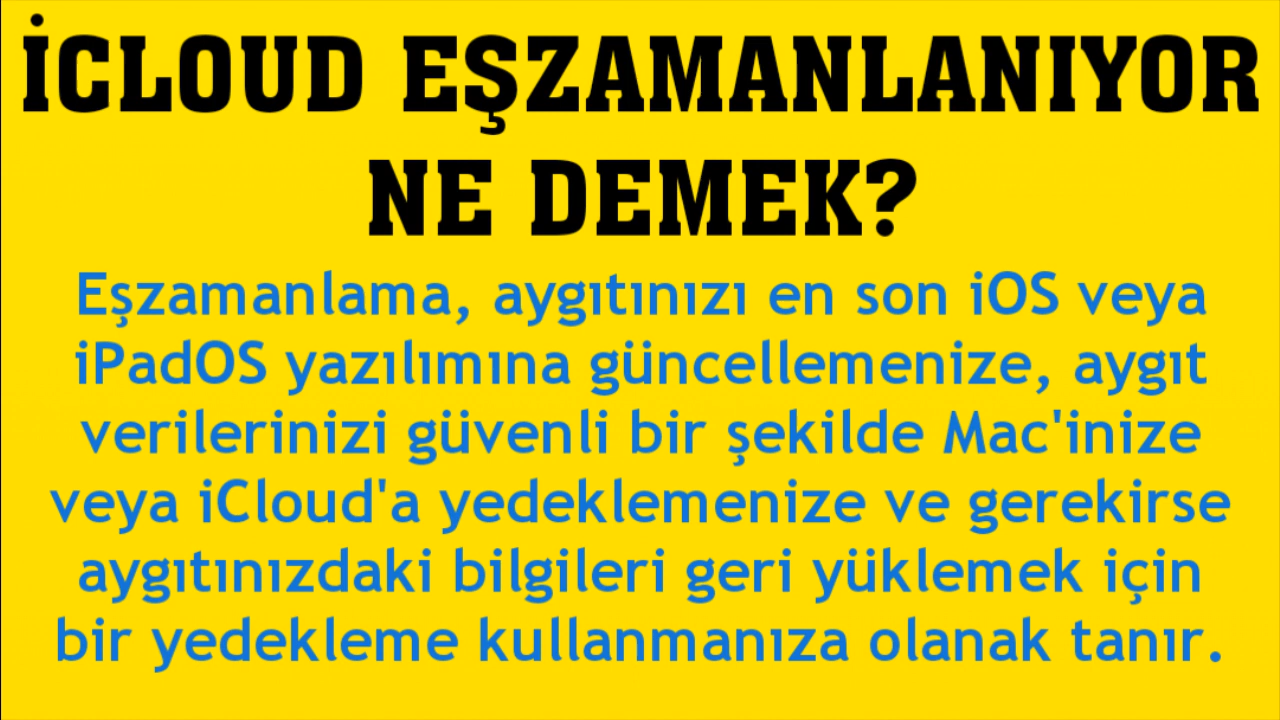 İCLOUD EŞZAMANLANIYOR
NE DEMEK?
Eşzamanlama, aygıtınızı en son iOS veya
iPadOS yazılımına güncellemenize, aygıt
verilerinizi güvenli bir şekilde Mac'inize
veya iCloud'a yedeklemenize ve gerekirse
aygıtınızdaki bilgileri geri yüklemek için
bir yedekleme kullanmanıza olanak tanır.